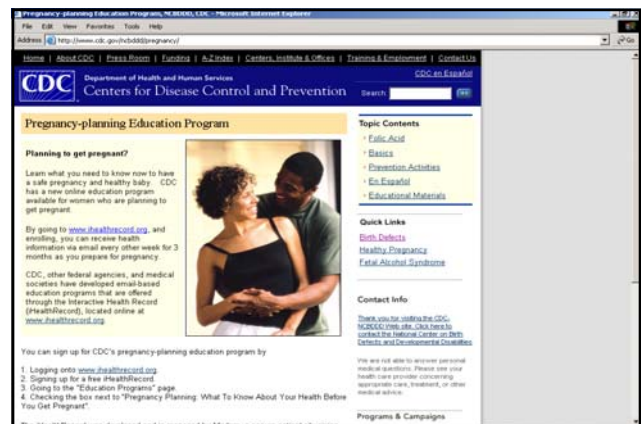 Pregnancy-planning Education Program, NCBDDD, CDC - Microsoft Internet Explorer
File Edit View Favorites Tools Help
Address http://www.cdc.gov/ncbddd/pregnancy/
Go
Home | About CDC | Press Room | Funding | A-Z Index | Centers, Institute & Offices | Training & Employment | Contact Us
CDC en Español
CDC
Department of Health and Human Services
Centers for Disease Control and Prevention
Search:
Pregnancy-planning Education Program
Planning to get pregnant?
Learn what you need to know now to have
a safe pregnancy and healthy baby. CDC
has a new online education program
available for women who are planning to
get pregnant.
By going to www.ihealthrecord.org, and
enrolling, you can receive health
information via email every other week for 3
months as you prepare for pregnancy.
CDC, other federal agencies, and medical
societies have developed email-based
education programs that are offered
through the Interactive Health Record
(iHealthRecord), located online at
www.ihealthrecord.org.
You can sign up for CDC's pregnancy-planning education program by
1. Logging onto www.ihealthrecord.org.
2. Signing up for a free iHealthRecord.
3. Going to the "Education Programs" page.
4. Checking the box next to "Pregnancy Planning: What To Know About Your Health Before
You Get Pregnant".
Topic Contents
Folic Acid
Basics
Prevention Activities
En Español
Educational Materials
Quick Links
Birth Defects
Healthy Pregnancy
Fetal Alcohol Syndrome
Contact Info
Thank you for visiting the CDC-
NCBDDD Web site. Click here to
contact the National Center on Birth
Defects and Developmental Disabilities
We are not able to answer personal
medical questions. Please see your
health care provider concerning
appropriate care, treatment, or other
medical advice.
Programs & Campaigns